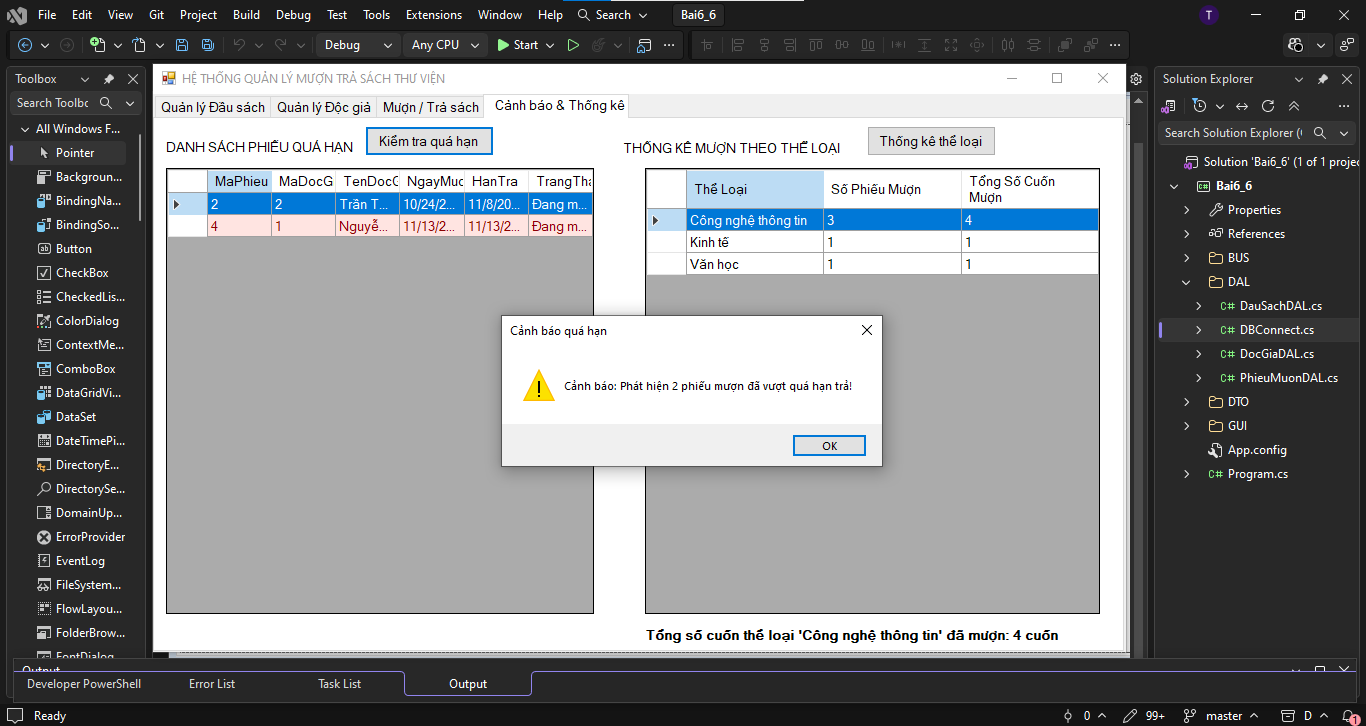 File Edit View Git Project Build Debug Test Tools Extensions Window Help Search Bai6_6 T
Debug Any CPU Start
Toolbox
Search Toolbc
All Windows F...
Pointer
Backgroun...
BindingNa...
BindingSo...
Button
CheckBox
CheckedLis...
ColorDialog
ContextMe...
ComboBox
DataGridVi...
DataSet
DateTimePi...
DirectoryE...
DirectorySe...
DomainUp...
ErrorProvider
EventLog
FileSystem...
FlowLayou...
FolderBrow...
FontDialog
HỆ THỐNG QUẢN LÝ MƯỢN TRẢ SÁCH THƯ VIỆN
Quản lý Đầu sách Quản lý Độc giả Mượn / Trả sách Cảnh báo & Thống kê
DANH SÁCH PHIẾU QUÁ HẠN Kiểm tra quá hạn
MaPhieu MaDocG TenDocG NgayMuc HanTra TrangThá
2 2 Trần T... 10/24/2... 11/8/20... Đang m...
4 1 Nguyễ... 11/13/2... 11/13/2... Đang m...
THỐNG KÊ MƯỢN THEO THỂ LOẠI Thống kê thể loại
Thể Loại Số Phiếu Mượn Tổng Số Cuốn
Mượn
Công nghệ thông tin 3 4
Kinh tế 1 1
Văn học 1 1
Cảnh báo quá hạn
Cảnh báo: Phát hiện 2 phiếu mượn đã vượt quá hạn trả!
OK
Tổng số cuốn thể loại 'Công nghệ thông tin' đã mượn: 4 cuốn
Solution Explorer
Search Solution Explorer (
Solution 'Bai6_6' (1 of 1 projec
Bai6_6
Properties
References
BUS
DAL
C# DauSachDAL.cs
C# DBConnect.cs
C# DocGiaDAL.cs
C# PhieuMuonDAL.cs
DTO
GUI
App.config
C# Program.cs
Output
Developer PowerShell Error List Task List Output
Ready 0 99+ master D 1